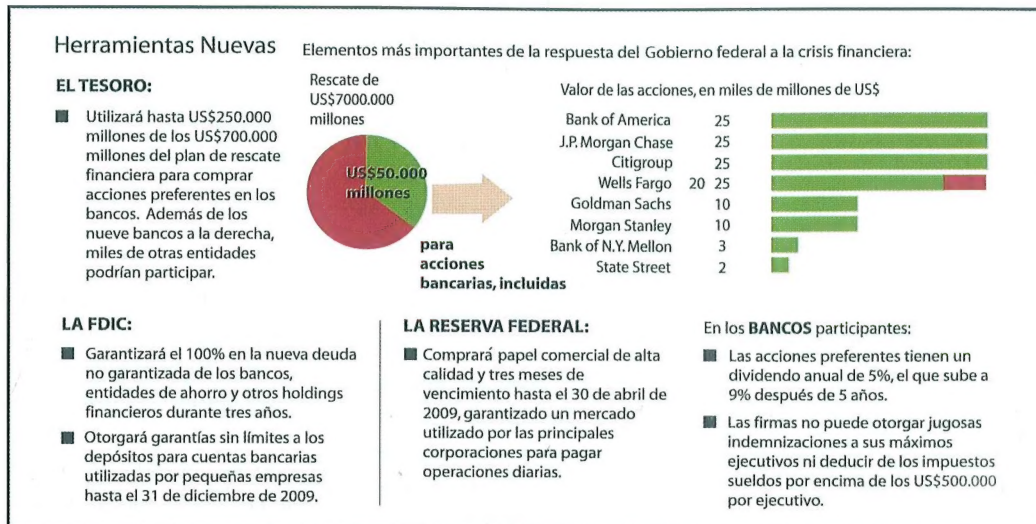 Herramientas Nuevas
Elementos más importantes de la respuesta del Gobierno federal a la crisis financiera:
EL TESORO:
Utilizará hasta US$250.000
millones de los US$700.000
millones del plan de rescate
financiera para comprar
acciones preferentes en los
bancos. Además de los
nueve bancos a la derecha,
miles de otras entidades
podrían participar.
Rescate de
US$7000.000
millones
US$50.000
millones
para
acciones
bancarias, incluidas
Valor de las acciones, en miles de millones de US$
Bank of America 25
J.P. Morgan Chase 25
Citigroup 25
Wells Fargo 20 25
Goldman Sachs 10
Morgan Stanley 10
Bank of N.Y. Mellon 3
State Street 2
LA FDIC:
Garantizará el 100% en la nueva deuda
no garantizada de los bancos,
entidades de ahorro y otros holdings
financieros durante tres años.
Otorgará garantías sin límites a los
depósitos para cuentas bancarias
utilizadas por pequeñas empresas
hasta el 31 de diciembre de 2009.
LA RESERVA FEDERAL:
Comprará papel comercial de alta
calidad y tres meses de
vencimiento hasta el 30 de abril de
2009, garantizado un mercado
utilizado por las principales
corporaciones para pagar
operaciones diarias.
En los BANCOS participantes:
Las acciones preferentes tienen un
dividendo anual de 5%, el que sube a
9% después de 5 años.
Las firmas no puede otorgar jugosas
indemnizaciones a sus máximos
ejecutivos ni deducir de los impuestos
sueldos por encima de los US$500.000
por ejecutivo.